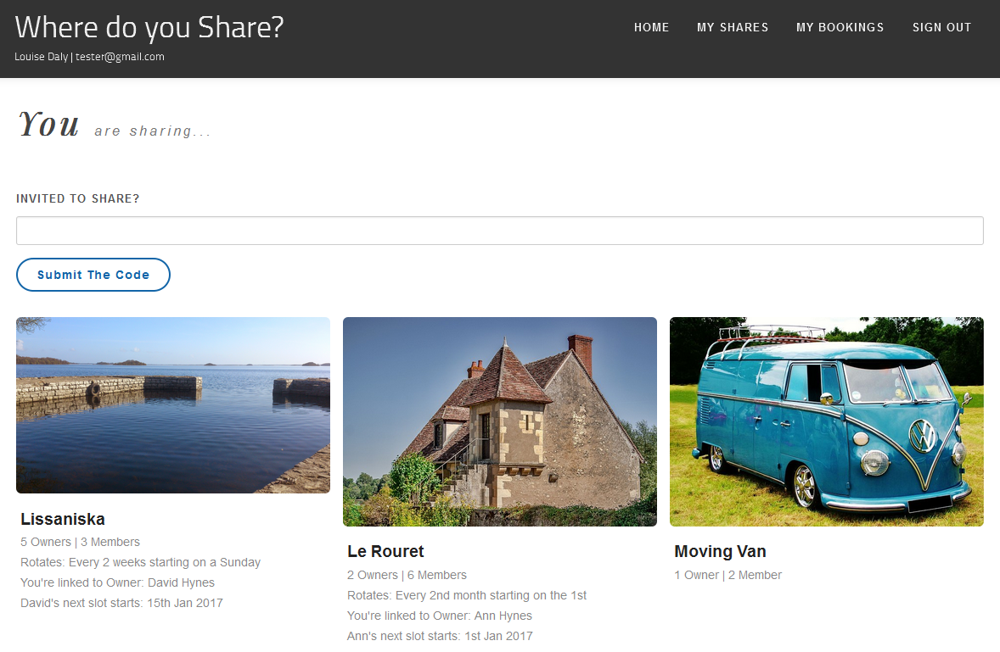 Where do you Share?
HOME MY SHARES MY BOOKINGS SIGN OUT
Louise Daly | tester@gmail.com
You are sharing...
INVITED TO SHARE?
Submit The Code
Lissaniska
5 Owners | 3 Members
Rotates: Every 2 weeks starting on a Sunday
You're linked to Owner: David Hynes
David's next slot starts: 15th Jan 2017
Le Rouret
2 Owners | 6 Members
Rotates: Every 2nd month starting on the 1st
You're linked to Owner: Ann Hynes
Ann's next slot starts: 1st Jan 2017
Moving Van
1 Owner | 2 Member